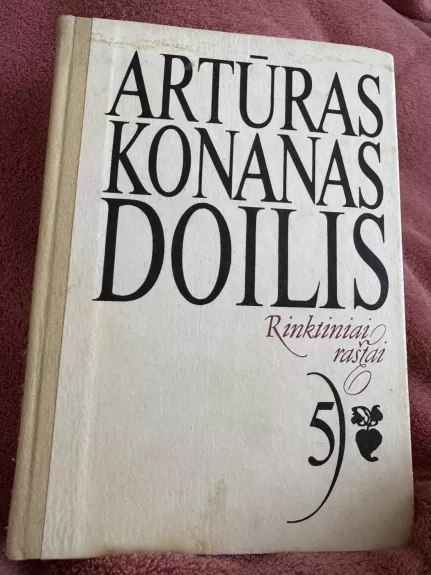 ARTŪRAS
KONANAS
DOILIS
Rinktiniai
raštai
5)